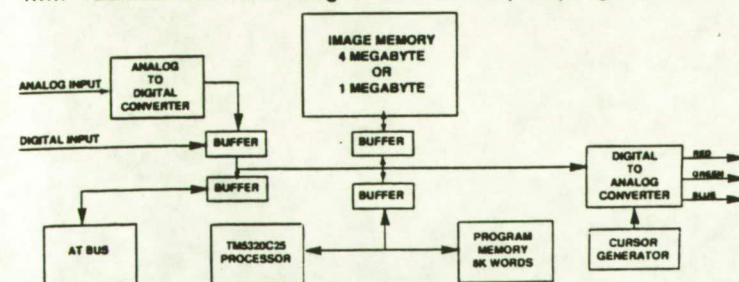 IMAGE MEMORY
4 MEGABYTE
OR
1 MEGABYTE
ANALOG
TO
DIGITAL
CONVERTER
ANALOG INPUT
DIGITAL INPUT
BUFFER
BUFFER
BUFFER
BUFFER
DIGITAL
TO
ANALOG
CONVERTER
RED
GREEN
BLUE
AT BUS
TMS320C25
PROCESSOR
PROGRAM
MEMORY
8K WORDS
CURSOR
GENERATOR